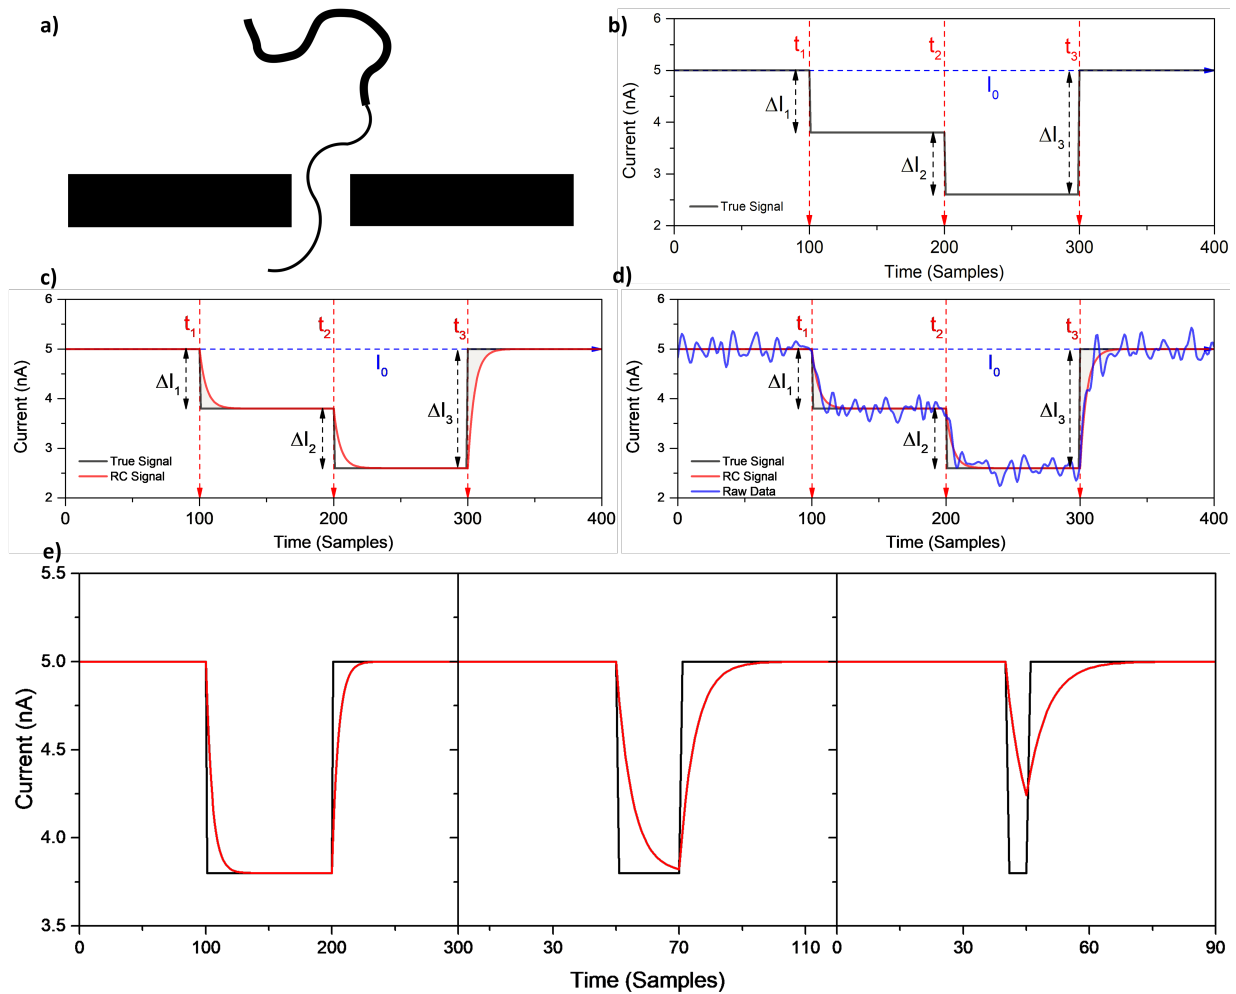 a)
b)
6
5
4
3
2
Current (nA)
t1
t2
t3
I0
ΔI1
ΔI2
ΔI3
True Signal
0
100
200
300
400
Time (Samples)
c)
6
5
4
3
2
Current (nA)
t1
t2
t3
I0
ΔI1
ΔI2
ΔI3
True Signal
RC Signal
0
100
200
300
400
Time (Samples)
d)
6
5
4
3
2
Current (nA)
t1
t2
t3
I0
ΔI1
ΔI2
ΔI3
True Signal
RC Signal
Raw Data
0
100
200
300
400
Time (Samples)
e)
5.5
5.0
4.5
4.0
3.5
Current (nA)
0
100
200
300
30
70
110
0
30
60
90
Time (Samples)